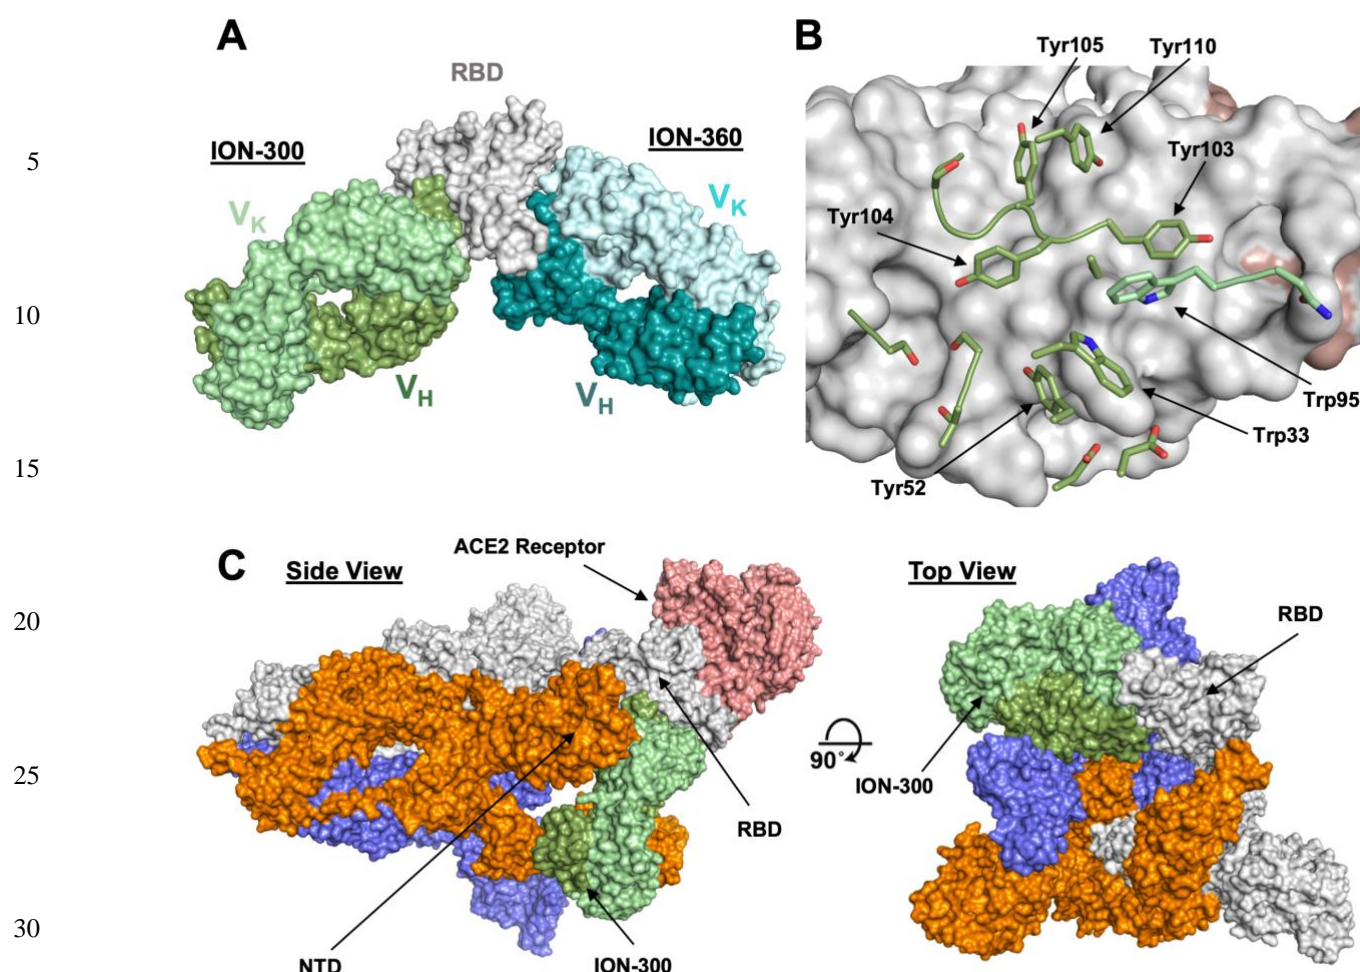 A
RBD
ION-300
ION-360
VK
VK
VH
VH
B
Tyr105
Tyr110
Tyr103
Tyr104
Trp95
Trp33
Tyr52
5
10
15
C
Side View
ACE2 Receptor
RBD
NTD
ION-300
90°
Top View
RBD
ION-300
20
25
30